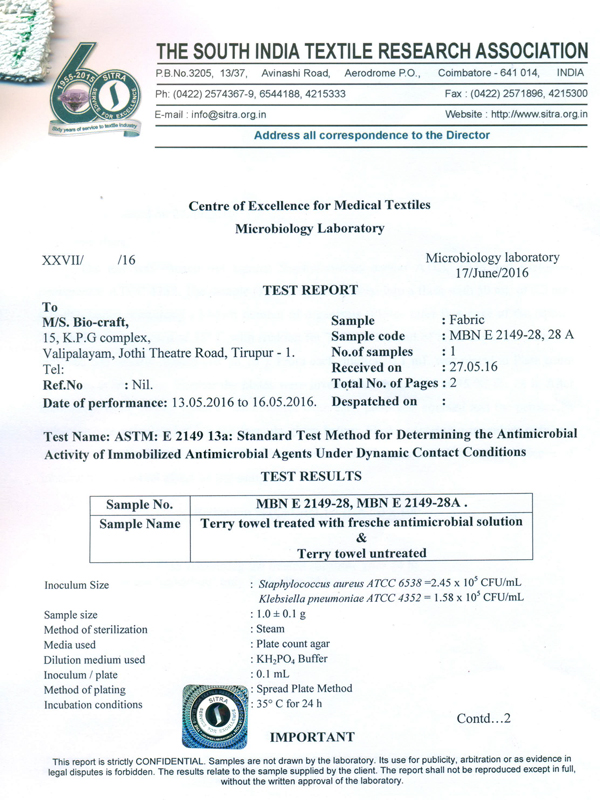 1955-2015
SITRA
SERVICE FOR EXCELLENCE
Sixty years of service to textile industry
THE SOUTH INDIA TEXTILE RESEARCH ASSOCIATION
P.B.No.3205, 13/37, Avinashi Road, Aerodrome P.O., Coimbatore - 641 014, INDIA
Ph: (0422) 2574367-9, 6544188, 4215333 Fax : (0422) 2571896, 4215300
E-mail : info@sitra.org.in Website : http://www.sitra.org.in
Address all correspondence to the Director
Centre of Excellence for Medical Textiles
Microbiology Laboratory
XXVII/ /16 Microbiology laboratory
17/June/2016
TEST REPORT
To
M/S. Bio-craft,
15, K.P.G complex,
Valipalayam, Jothi Theatre Road, Tirupur - 1.
Tel:
Ref.No : Nil.
Date of performance: 13.05.2016 to 16.05.2016.
Sample : Fabric
Sample code : MBN E 2149-28, 28 A
No.of samples : 1
Received on : 27.05.16
Total No. of Pages : 2
Despatched on :
Test Name: ASTM: E 2149 13a: Standard Test Method for Determining the Antimicrobial
Activity of Immobilized Antimicrobial Agents Under Dynamic Contact Conditions
TEST RESULTS
Sample No. MBN E 2149-28, MBN E 2149-28A .
Sample Name Terry towel treated with fresche antimicrobial solution
&
Terry towel untreated
Inoculum Size : Staphylococcus aureus ATCC 6538 =2.45 x 10⁵ CFU/mL
Klebsiella pneumoniae ATCC 4352 = 1.58 x 10⁵ CFU/mL
Sample size : 1.0 ± 0.1 g
Method of sterilization : Steam
Media used : Plate count agar
Dilution medium used : KH₂PO₄ Buffer
Inoculum / plate : 0.1 mL
Method of plating : Spread Plate Method
Incubation conditions : 35° C for 24 h
SITRA
Contd…2
IMPORTANT
This report is strictly CONFIDENTIAL. Samples are not drawn by the laboratory. Its use for publicity, arbitration or as evidence in
legal disputes is forbidden. The results relate to the sample supplied by the client. The report shall not be reproduced except in full,
without the written approval of the laboratory.